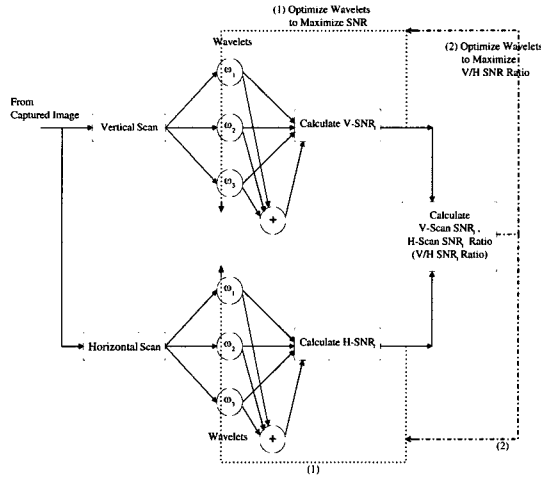 (1) Optimize Wavelets
to Maximize SNR
(2) Optimize Wavelets
to Maximize
V/H SNR Ratio
Wavelets
ω1
From
Captured Image
Vertical Scan
ω2
Calculate V-SNRi
ω3
+
Calculate
V-Scan SNRi,
H-Scan SNRi Ratio
(V/H SNRi Ratio)
ω1
Horizontal Scan
ω2
Calculate H-SNRi
ω3
Wavelets
+
(2)
(1)